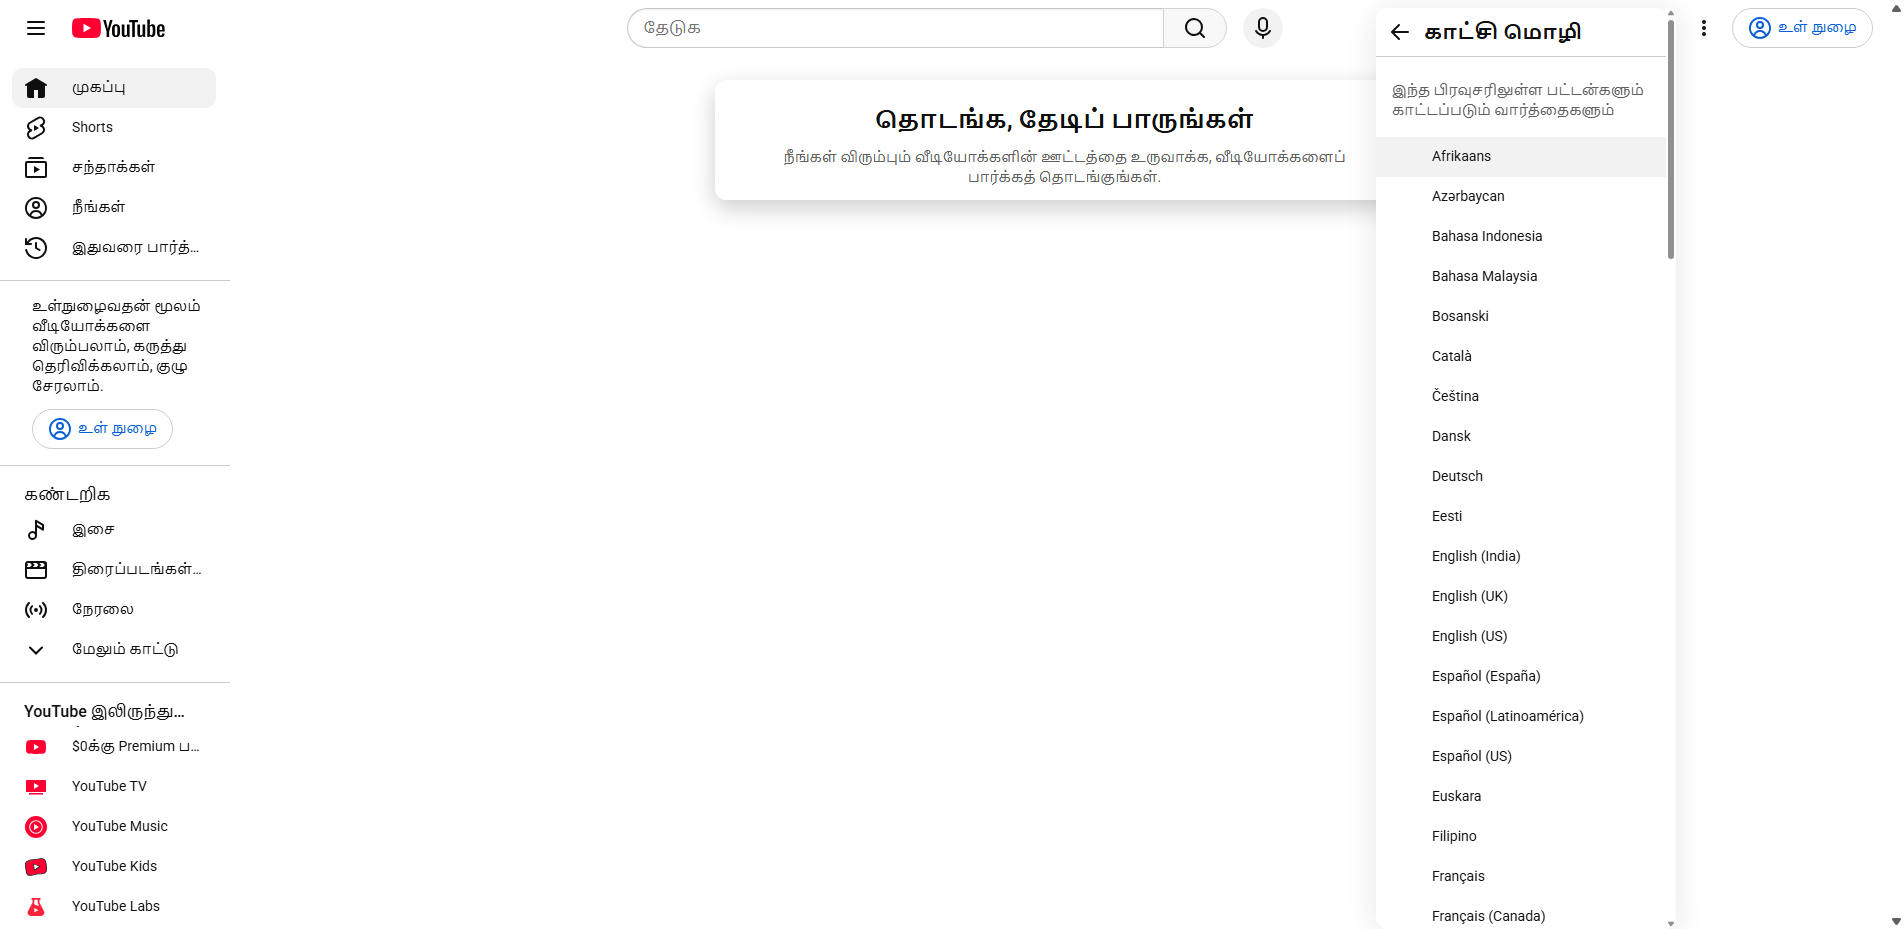 YouTube
தேடுக
உள் நுழை
முகப்பு
Shorts
சந்தாக்கள்
நீங்கள்
இதுவரை பார்த்...
உள்நுழைவதன் மூலம்
வீடியோக்களை
விரும்பலாம், கருத்து
தெரிவிக்கலாம், குழு
சேரலாம்.
உள் நுழை
கண்டறிக
இசை
திரைப்படங்கள்...
நேரலை
மேலும் காட்டு
YouTube இலிருந்து...
$0க்கு Premium ப...
YouTube TV
YouTube Music
YouTube Kids
YouTube Labs
தொடங்க, தேடிப் பாருங்கள்
நீங்கள் விரும்பும் வீடியோக்களின் ஊட்டத்தை உருவாக்க, வீடியோக்களைப்
பார்க்கத் தொடங்குங்கள்.
காட்சி மொழி
இந்த பிரவுசரிலுள்ள பட்டன்களும்
காட்டப்படும் வார்த்தைகளும்
Afrikaans
Azərbaycan
Bahasa Indonesia
Bahasa Malaysia
Bosanski
Català
Čeština
Dansk
Deutsch
Eesti
English (India)
English (UK)
English (US)
Español (España)
Español (Latinoamérica)
Español (US)
Euskara
Filipino
Français
Français (Canada)